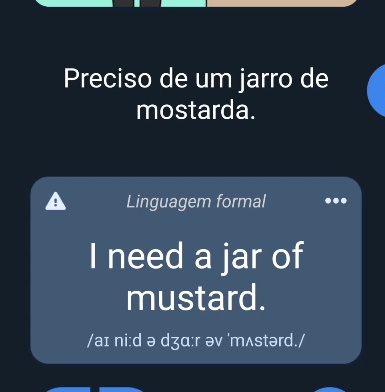 Preciso de um jarro de
mostarda.
Linguagem formal
I need a jar of
mustard.
/aɪ niːd ə dʒɑːr əv ˈmʌstərd./